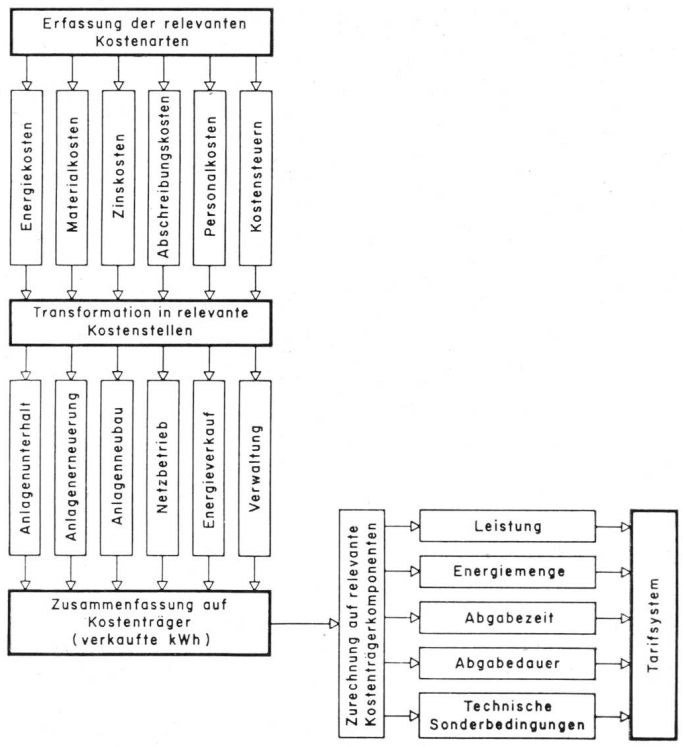 Erfassung der relevanten
Kostenarten
Energiekosten
Materialkosten
Zinskosten
Abschreibungskosten
Personalkosten
Kostensteuern
Transformation in relevante
Kostenstellen
Anlagenunterhalt
Anlagenerneuerung
Anlagenneubau
Netzbetrieb
Energieverkauf
Verwaltung
Zusammenfassung auf
Kostenträger
(verkaufte kWh)
Zurechnung auf relevante
Kostenträgerkomponenten
Leistung
Energiemenge
Abgabezeit
Abgabedauer
Technische
Sonderbedingungen
Tarifsystem